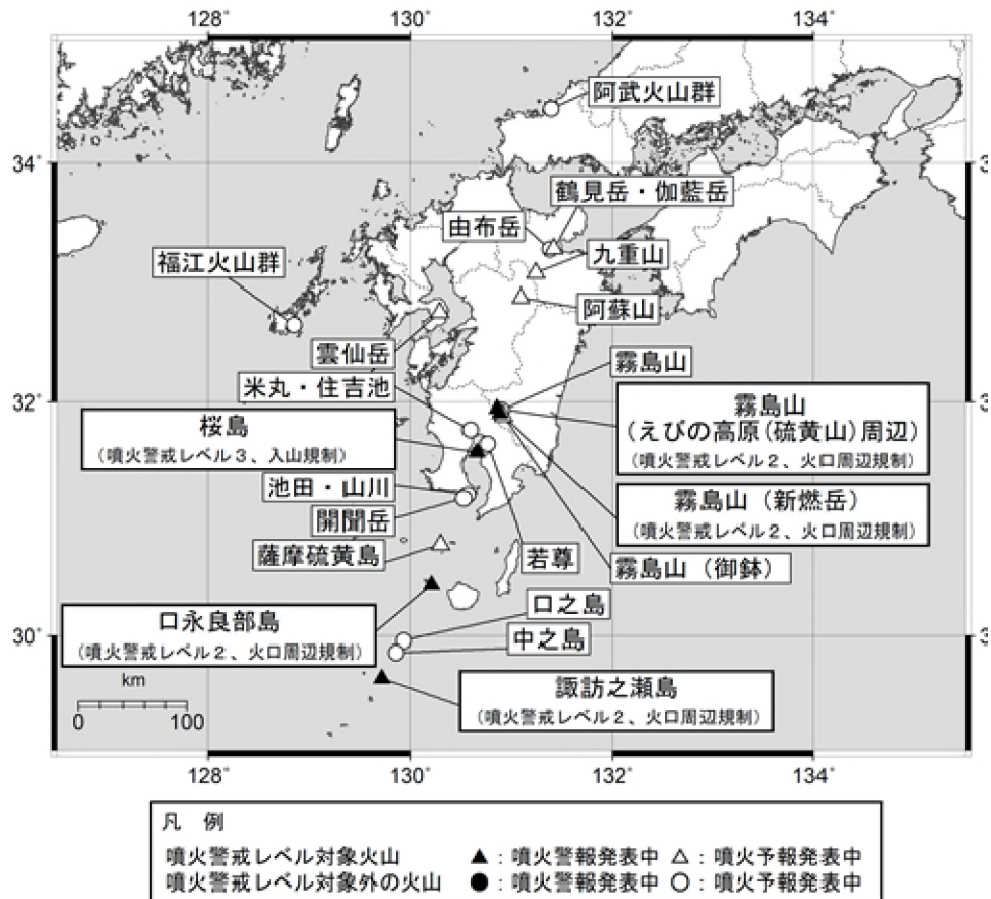 128° 130° 132° 134°
阿武火山群
34°
鶴見岳・伽藍岳
由布岳
九重山
福江火山群
阿蘇山
雲仙岳
霧島山
米丸・住吉池
32°
霧島山
(えびの高原(硫黄山)周辺)
(噴火警戒レベル2、火口周辺規制)
桜島
(噴火警戒レベル3、入山規制)
池田・山川
霧島山(新燃岳)
(噴火警戒レベル2、火口周辺規制)
開聞岳
薩摩硫黄島
若尊
霧島山(御鉢)
口之島
口永良部島
(噴火警戒レベル2、火口周辺規制)
30°
中之島
諏訪之瀬島
(噴火警戒レベル2、火口周辺規制)
km
0 100
128° 130° 132° 134°
凡 例
噴火警戒レベル対象火山 ▲:噴火警報発表中 △:噴火予報発表中
噴火警戒レベル対象外の火山 ●:噴火警報発表中 ○:噴火予報発表中